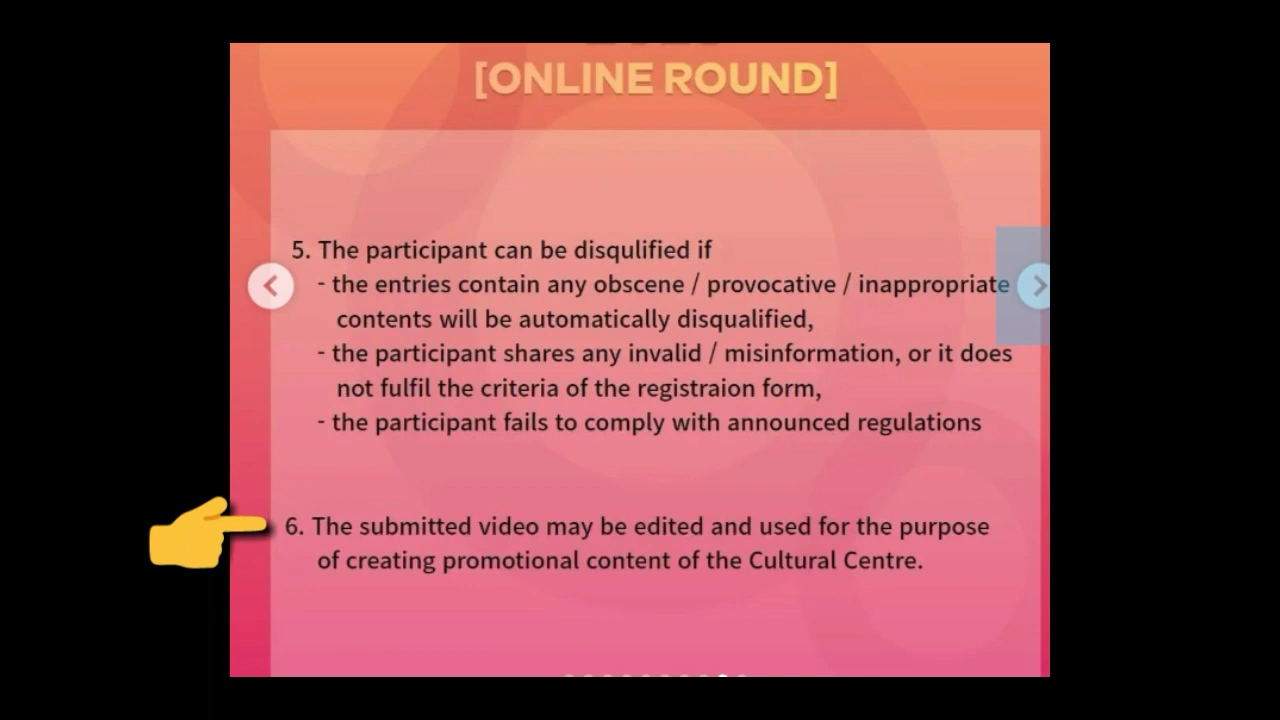 [ONLINE ROUND]
5. The participant can be disqulified if
- the entries contain any obscene / provocative / inappropriate
contents will be automatically disqualified,
- the participant shares any invalid / misinformation, or it does
not fulfil the criteria of the registraion form,
- the participant fails to comply with announced regulations
6. The submitted video may be edited and used for the purpose
of creating promotional content of the Cultural Centre.